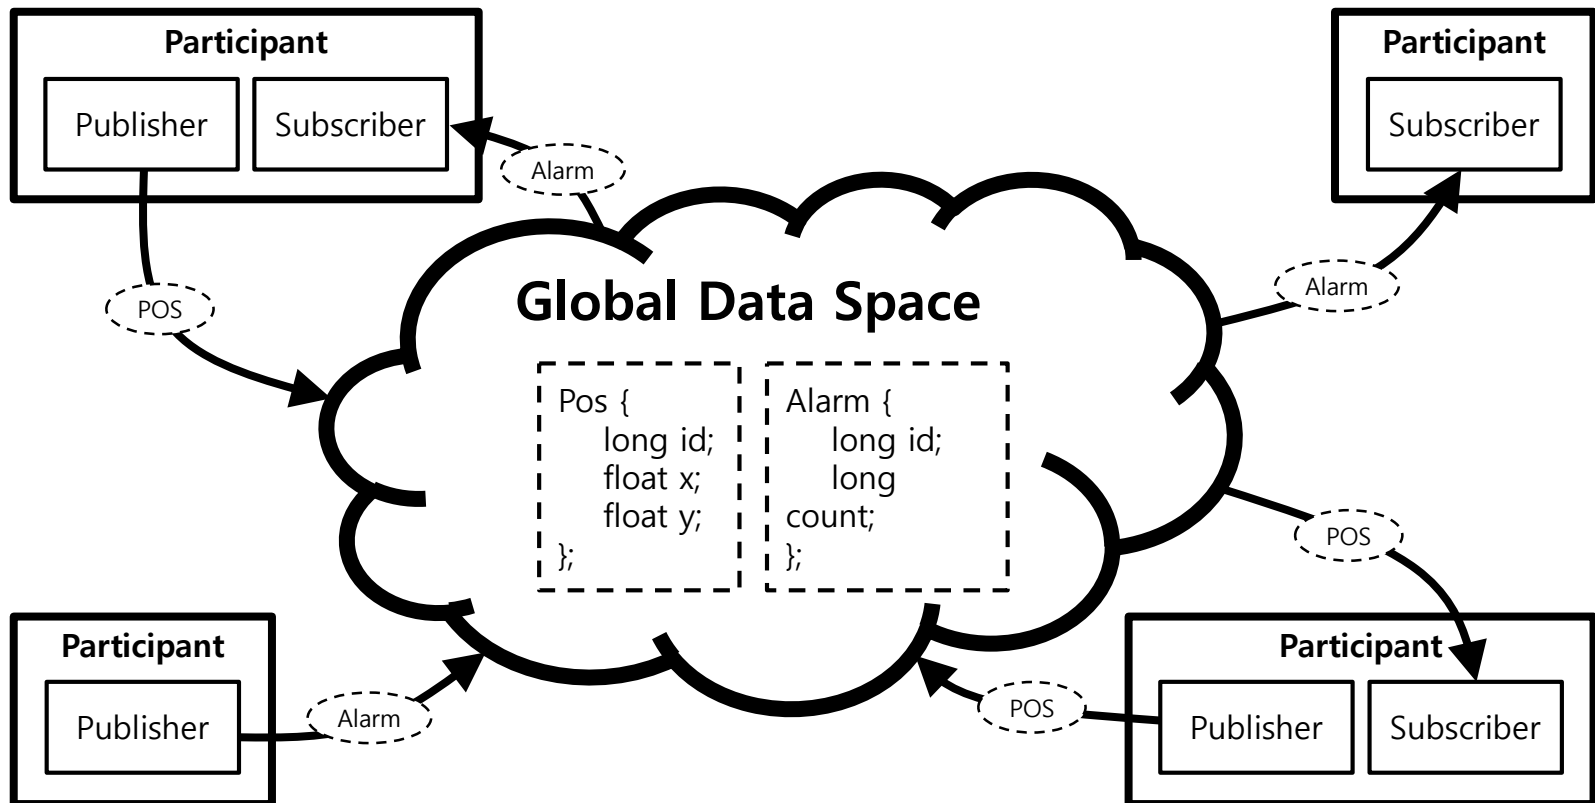 Participant
Publisher
Subscriber
Alarm
POS
Participant
Subscriber
Alarm
Global Data Space
Pos {
long id;
float x;
float y;
};
Alarm {
long id;
long
count;
};
POS
Participant
Publisher
Alarm
Participant
Publisher
Subscriber
POS